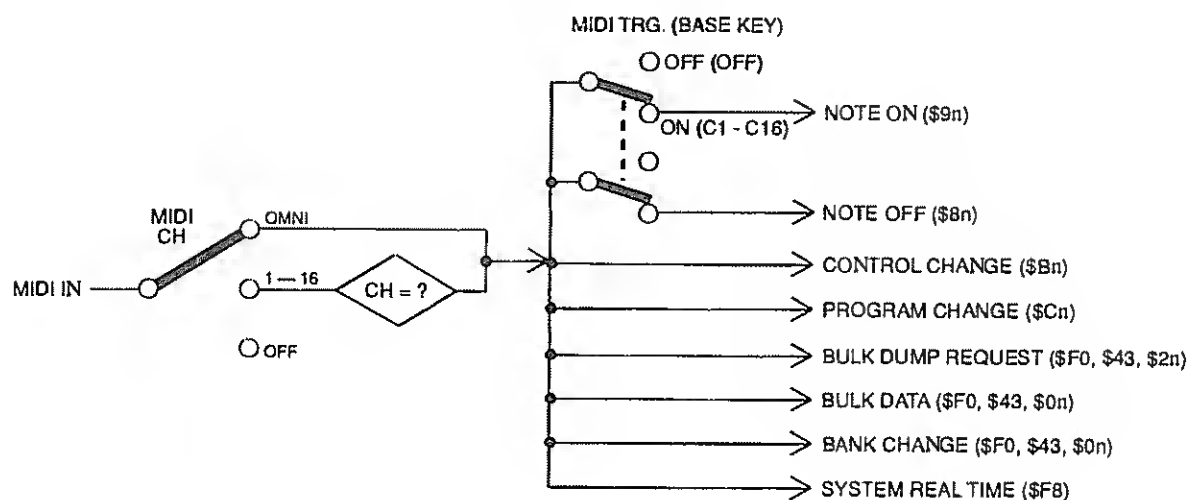 MIDI TRG. (BASE KEY)
OFF (OFF)
ON (C1 - C16)
NOTE ON ($9n)
NOTE OFF ($8n)
MIDI
CH
OMNI
MIDI IN
1 — 16
CH = ?
OFF
CONTROL CHANGE ($Bn)
PROGRAM CHANGE ($Cn)
BULK DUMP REQUEST ($F0, $43, $2n)
BULK DATA ($F0, $43, $0n)
BANK CHANGE ($F0, $43, $0n)
SYSTEM REAL TIME ($F8)